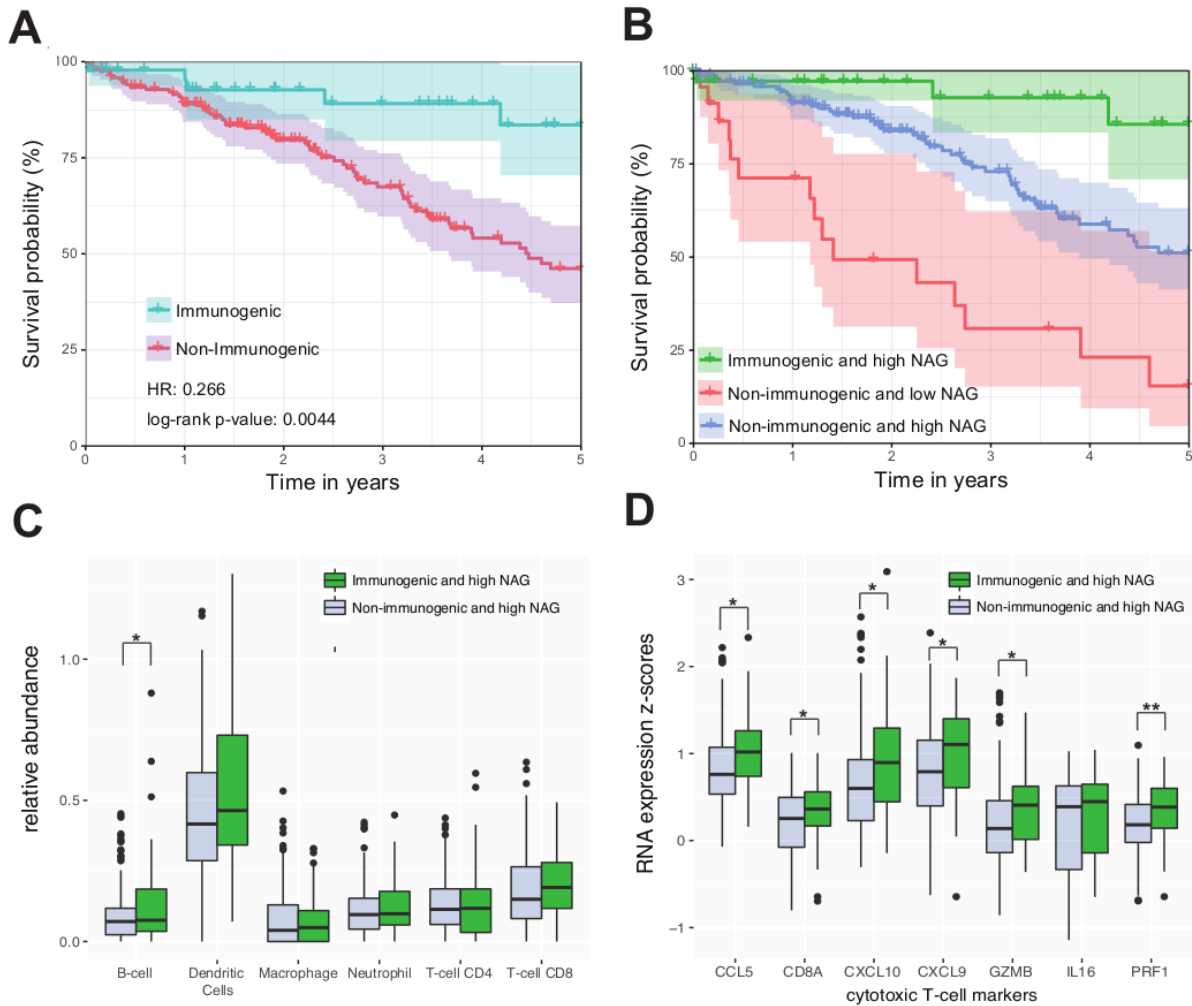 A
100
75
50
25
0
Survival probability (%)
Immunogenic
Non-Immunogenic
HR: 0.266
log-rank p-value: 0.0044
0 1 2 3 4 5
Time in years
B
100
75
50
25
0
Survival probability (%)
Immunogenic and high NAG
Non-immunogenic and low NAG
Non-immunogenic and high NAG
0 1 2 3 4 5
Time in years
C
relative abundance
1.0
0.5
0.0
Immunogenic and high NAG
Non-immunogenic and high NAG
*
B-cell Dendritic Macrophage Neutrophil T-cell CD4 T-cell CD8
Cells
D
RNA expression z-scores
3
2
1
0
−1
Immunogenic and high NAG
Non-immunogenic and high NAG
* * * * * **
CCL5 CD8A CXCL10 CXCL9 GZMB IL16 PRF1
cytotoxic T-cell markers